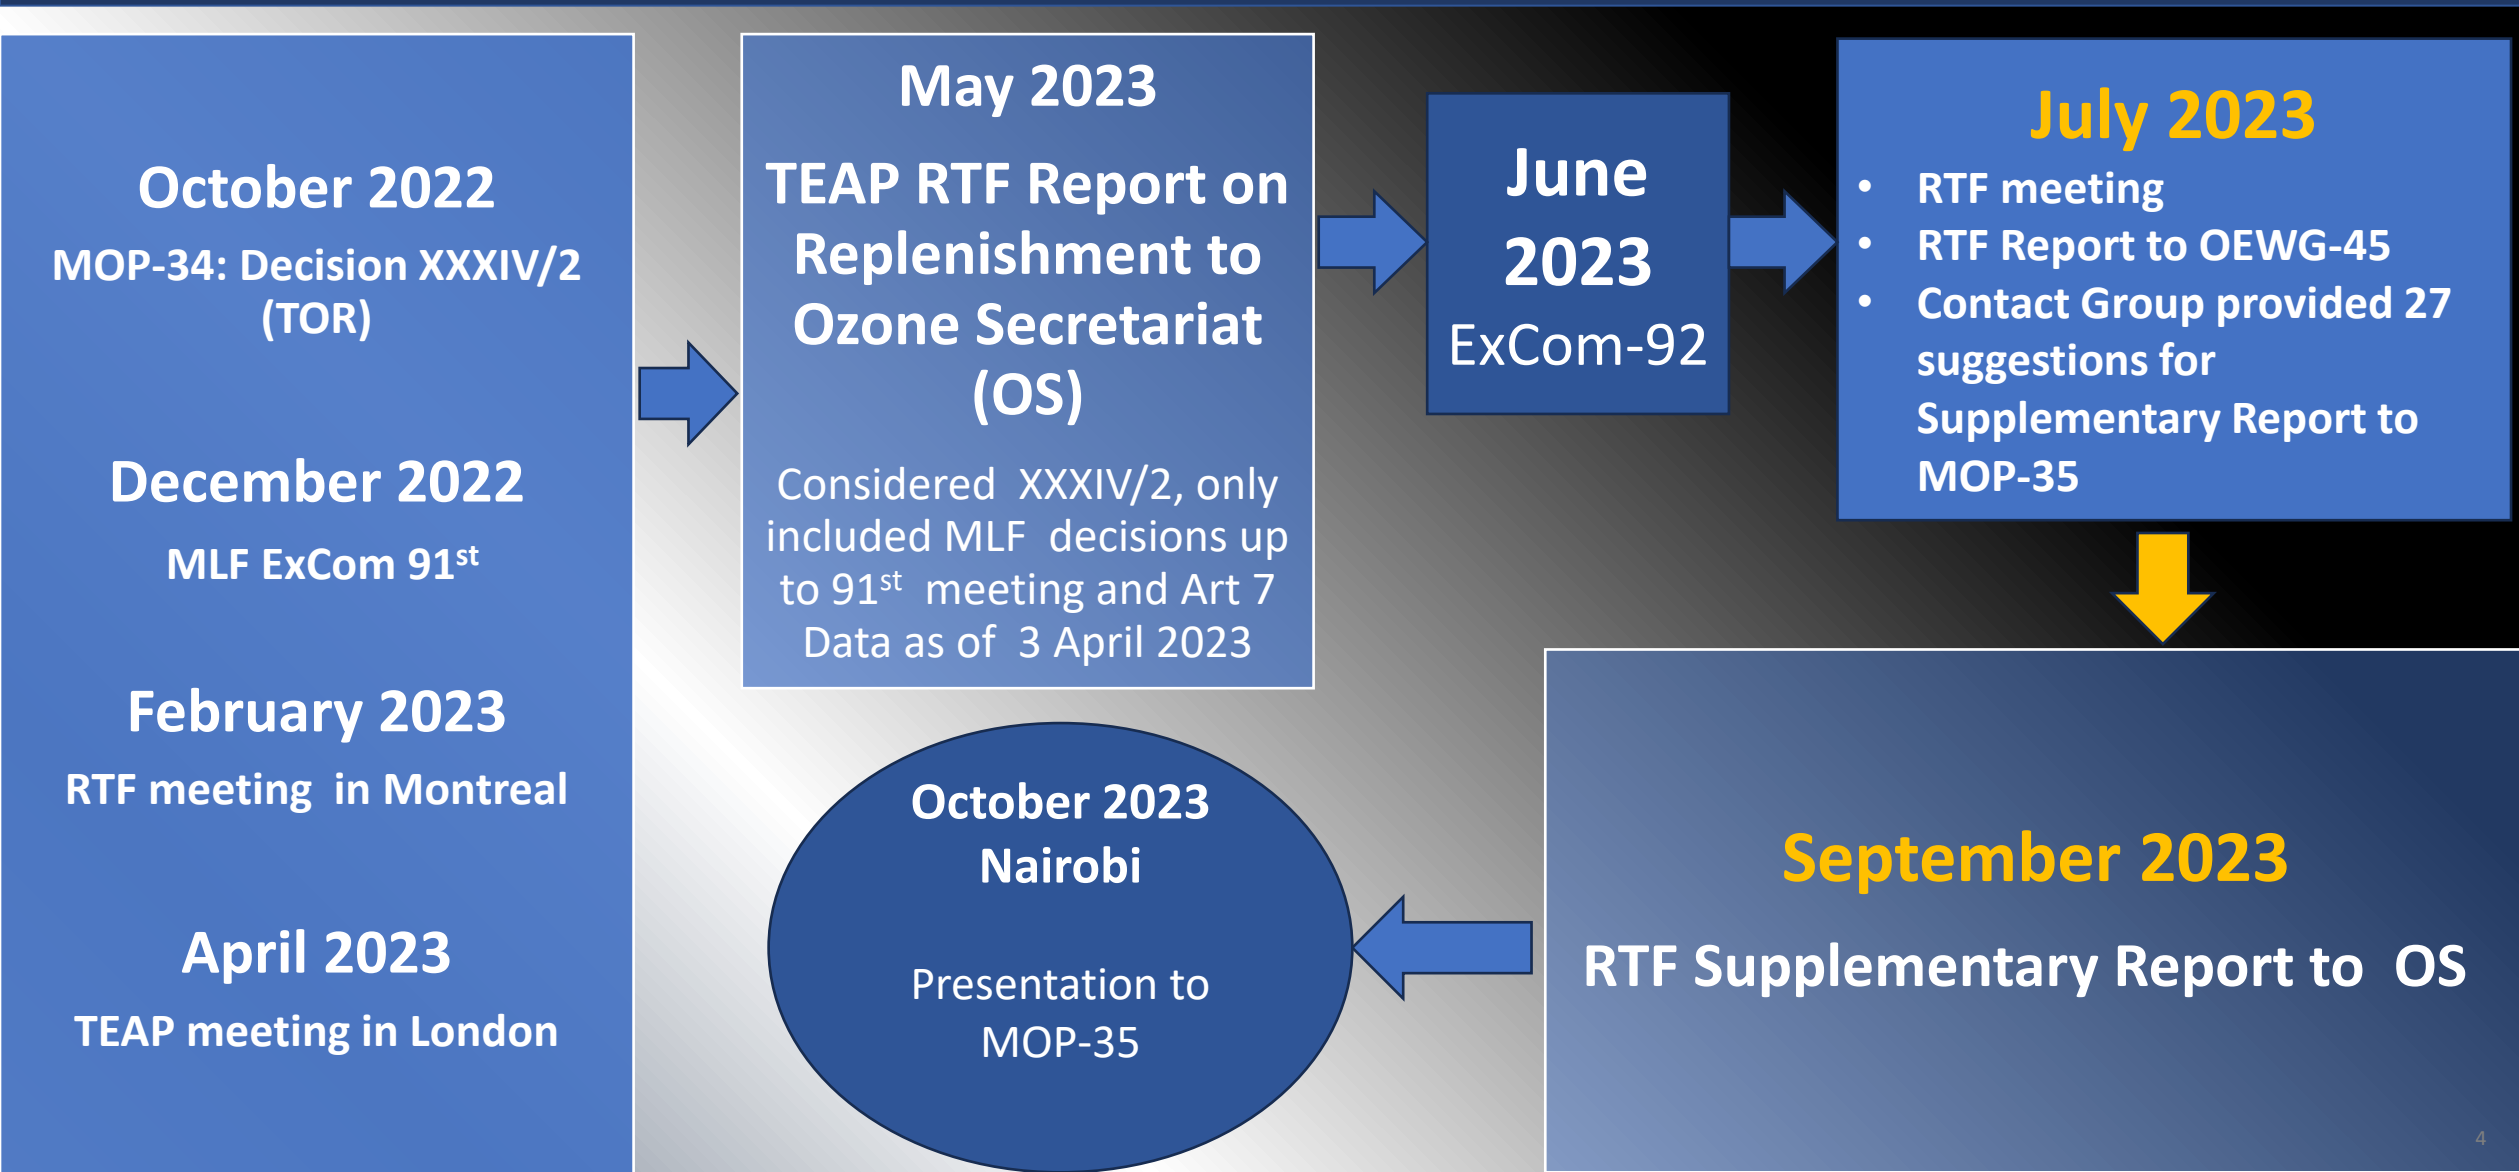 October 2022
MOP-34: Decision XXXIV/2
(TOR)
December 2022
MLF ExCom 91st
February 2023
RTF meeting in Montreal
April 2023
TEAP meeting in London
May 2023
TEAP RTF Report on
Replenishment to
Ozone Secretariat
(OS)
Considered XXXIV/2, only
included MLF decisions up
to 91st meeting and Art 7
Data as of 3 April 2023
June
2023
ExCom-92
July 2023
• RTF meeting
• RTF Report to OEWG-45
• Contact Group provided 27
suggestions for
Supplementary Report to
MOP-35
September 2023
RTF Supplementary Report to OS
October 2023
Nairobi
Presentation to
MOP-35
4